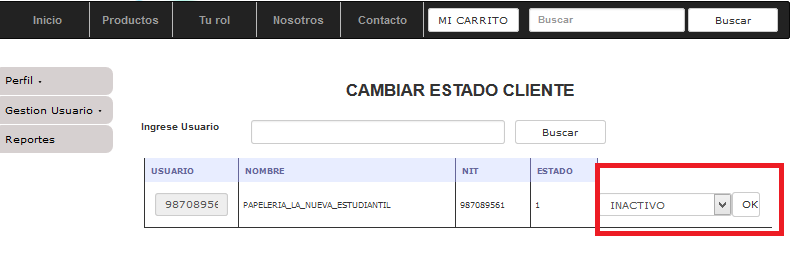 Inicio Productos Tu rol Nosotros Contacto MI CARRITO Buscar Buscar
Perfil
Gestion Usuario
Reportes
CAMBIAR ESTADO CLIENTE
Ingrese Usuario Buscar
USUARIO NOMBRE NIT ESTADO
98708956 PAPELERIA_LA_NUEVA_ESTUDIANTIL 987089561 1 INACTIVO OK